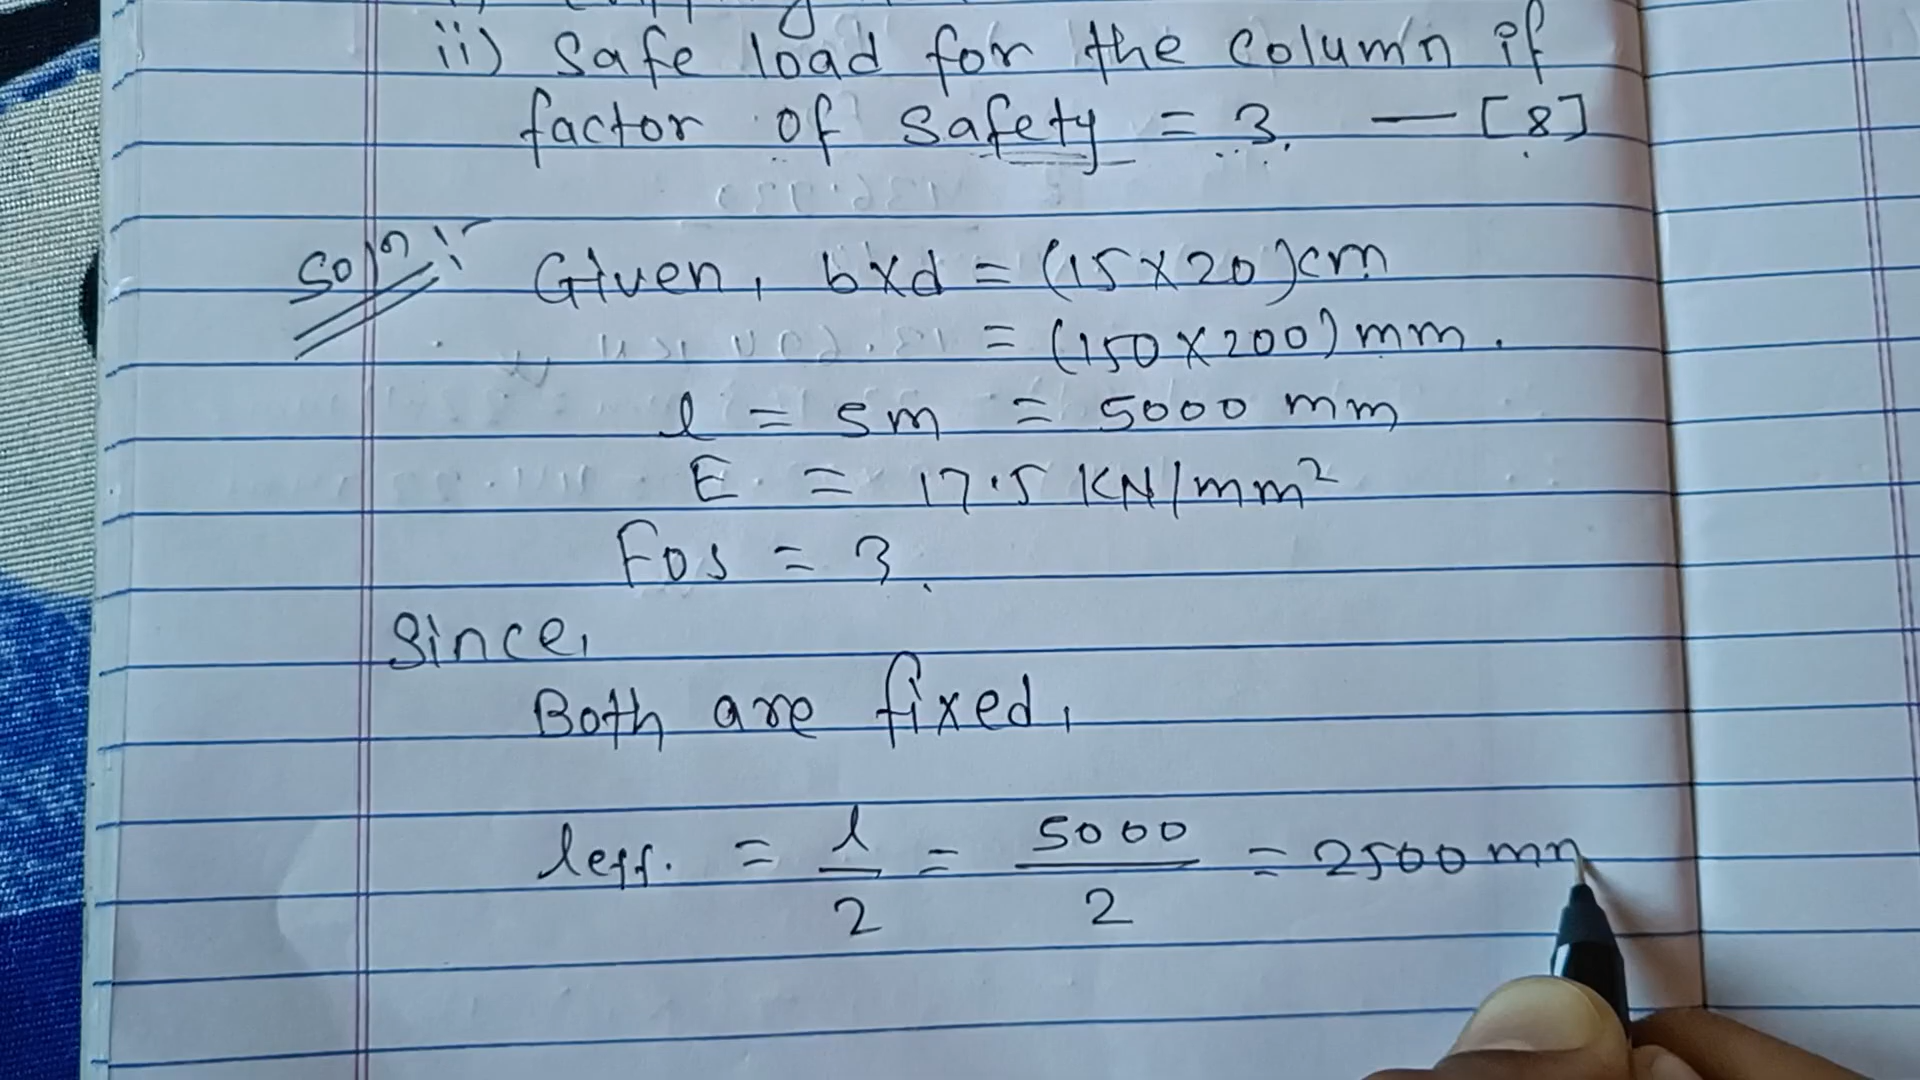 ii) Safe load for the column if
factor of safety = 3. — [8]
Soln:- Given, bxd = (15 x 20)cm
= (150 x 200) mm.
l = 5m = 5000 mm
E = 17.5 KN/mm²
Fos = 3.
Since,
Both are fixed,
leff. = l/2 = 5000/2 = 2500 mm